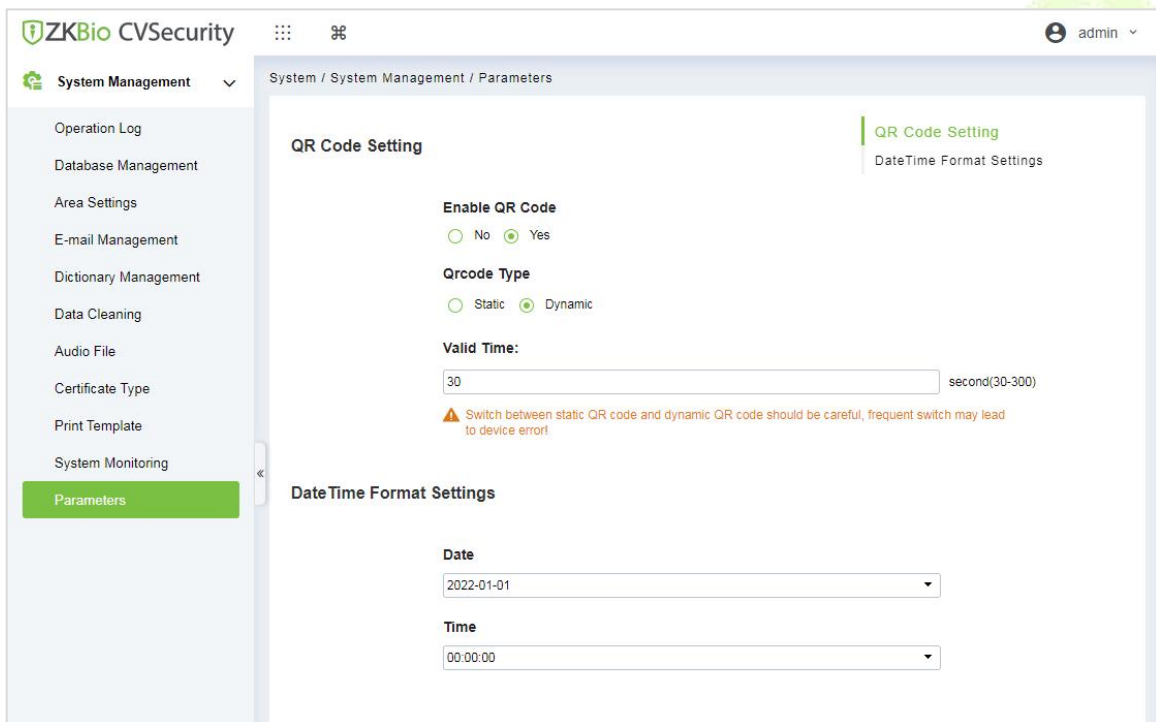 ZKBio CVSecurity
admin
System Management
System / System Management / Parameters
Operation Log
Database Management
Area Settings
E-mail Management
Dictionary Management
Data Cleaning
Audio File
Certificate Type
Print Template
System Monitoring
Parameters
QR Code Setting
QR Code Setting
DateTime Format Settings
Enable QR Code
No Yes
Qrcode Type
Static Dynamic
Valid Time:
30 second(30-300)
Switch between static QR code and dynamic QR code should be careful, frequent switch may lead
to device error!
DateTime Format Settings
Date
2022-01-01
Time
00:00:00